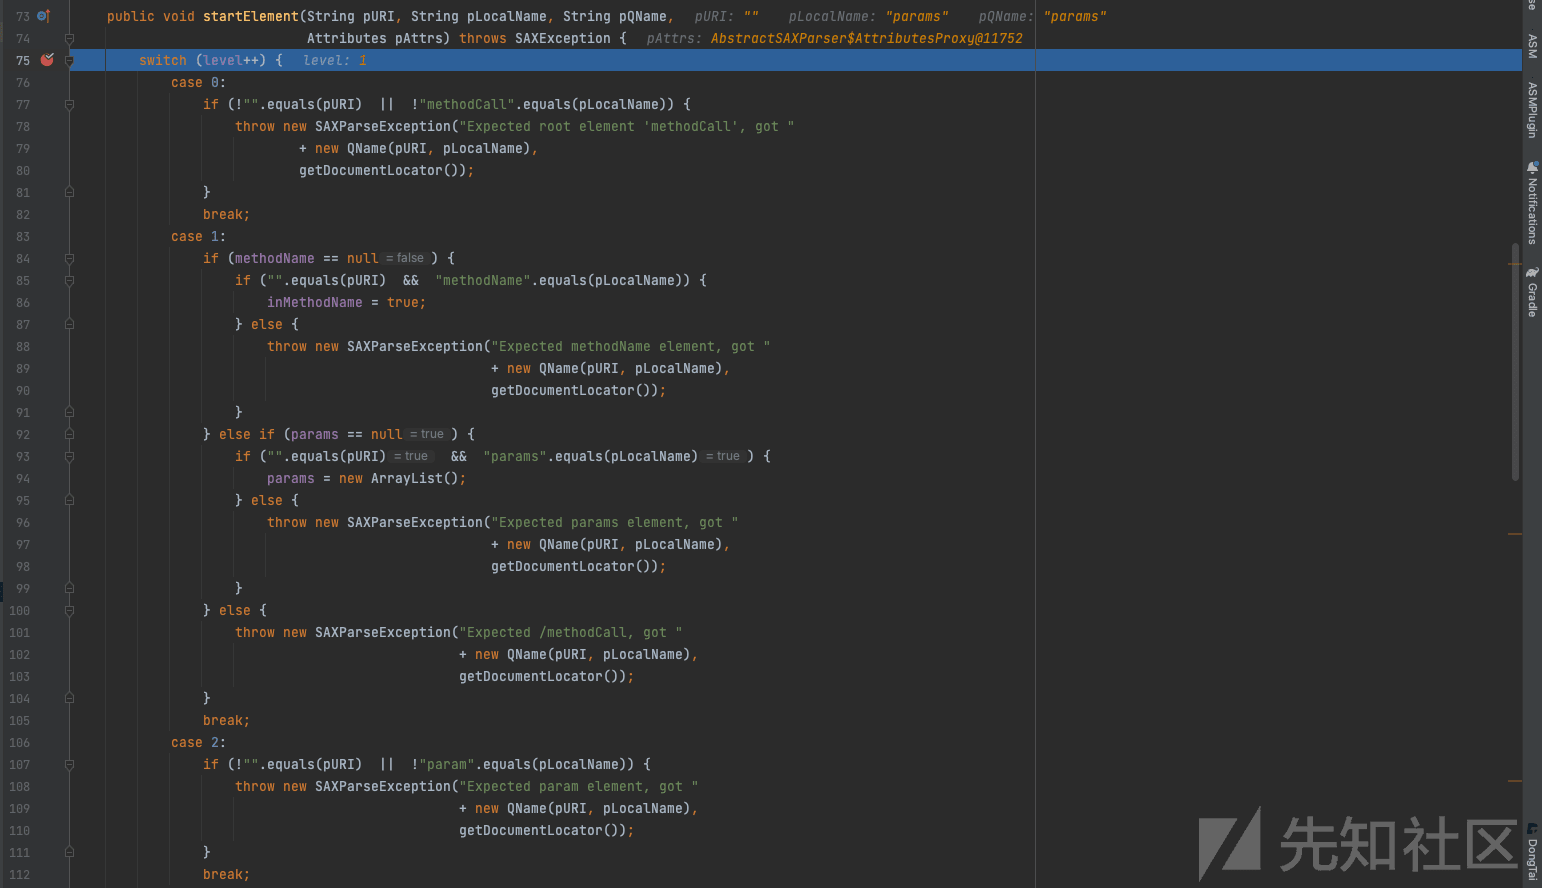 73 public void startElement(String pURI, String pLocalName, String pQName, pURI: "" pLocalName: "params" pQName: "params"
74 Attributes pAttrs) throws SAXException { pAttrs: AbstractSAXParser$AttributesProxy@11752
75 switch (level++) { level: 1
76 case 0:
77 if (!"".equals(pURI) || !"methodCall".equals(pLocalName)) {
78 throw new SAXParseException("Expected root element 'methodCall', got "
79 + new QName(pURI, pLocalName),
80 getDocumentLocator());
81 }
82 break;
83 case 1:
84 if (methodName == null = false ) {
85 if ("".equals(pURI) && "methodName".equals(pLocalName)) {
86 inMethodName = true;
87 } else {
88 throw new SAXParseException("Expected methodName element, got "
89 + new QName(pURI, pLocalName),
90 getDocumentLocator());
91 }
92 } else if (params == null = true ) {
93 if ("".equals(pURI) = true && "params".equals(pLocalName) = true ) {
94 params = new ArrayList();
95 } else {
96 throw new SAXParseException("Expected params element, got "
97 + new QName(pURI, pLocalName),
98 getDocumentLocator());
99 }
100 } else {
101 throw new SAXParseException("Expected /methodCall, got "
102 + new QName(pURI, pLocalName),
103 getDocumentLocator());
104 }
105 break;
106 case 2:
107 if (!"".equals(pURI) || !"param".equals(pLocalName)) {
108 throw new SAXParseException("Expected param element, got "
109 + new QName(pURI, pLocalName),
110 getDocumentLocator());
111 }
112 break;
se
ASM
ASMPlugin
Notifications
Gradle
DongTai
先知社区